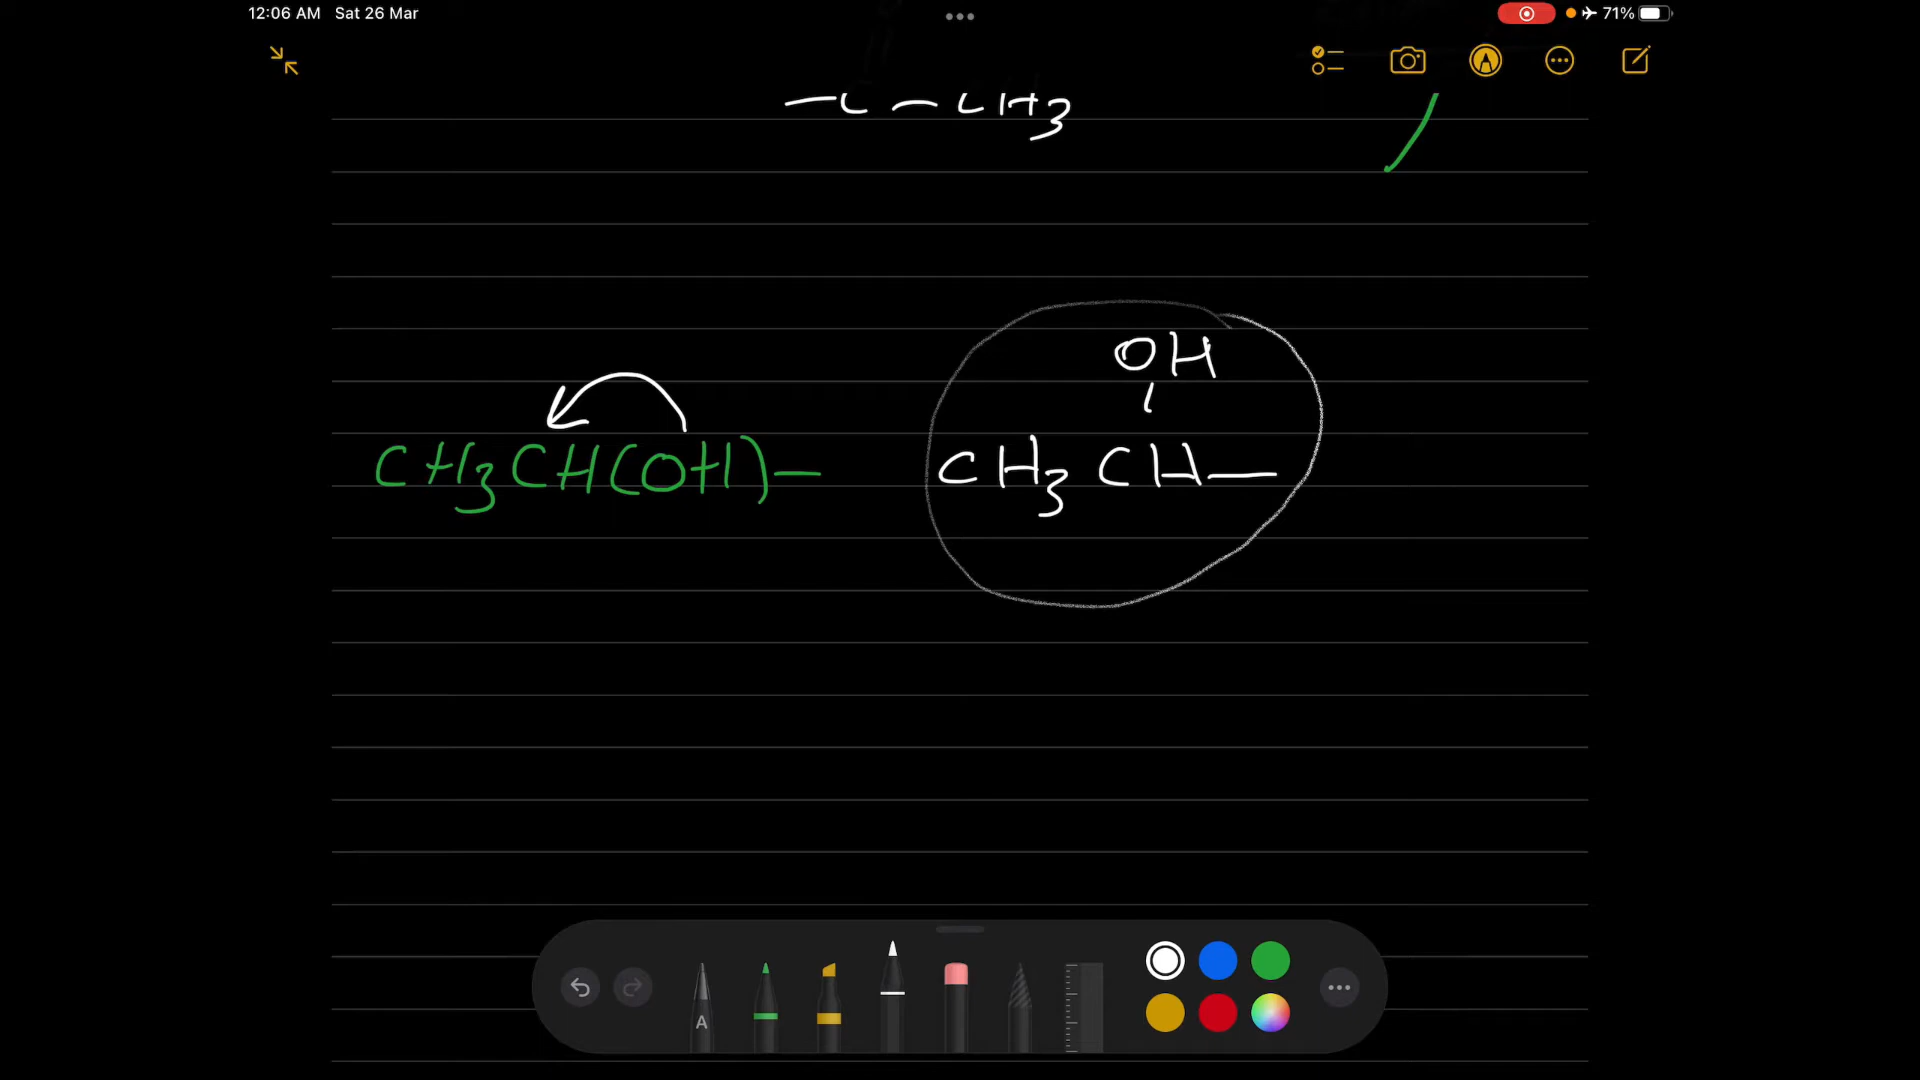 12:06 AM Sat 26 Mar
71%
—C—CH3
OH
CH3CH(OH)—
CH3CH—
A